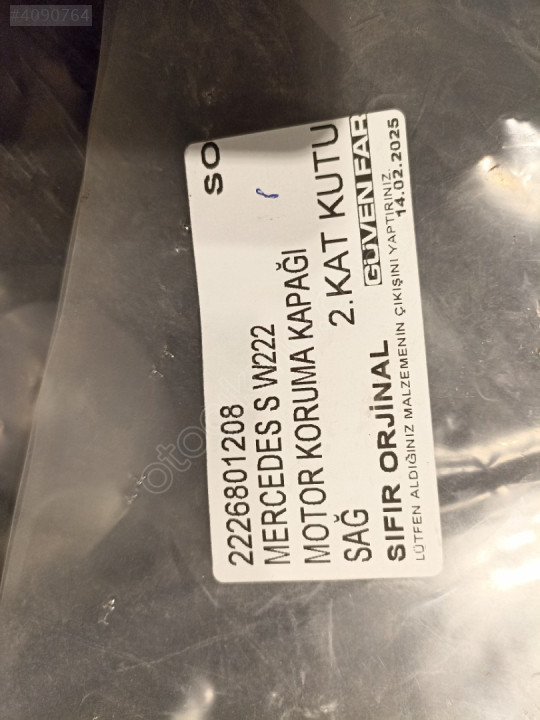 #4090764
SO
2226801208
MERCEDES S W222
MOTOR KORUMA KAPAĞI
SAĞ 2.KAT KUTU
SIFIR ORJİNAL GÜVEN FAR
LÜTFEN ALDIĞINIZ MALZEMENİN ÇIKIŞINI YAPTIRINIZ.
14.02.2025